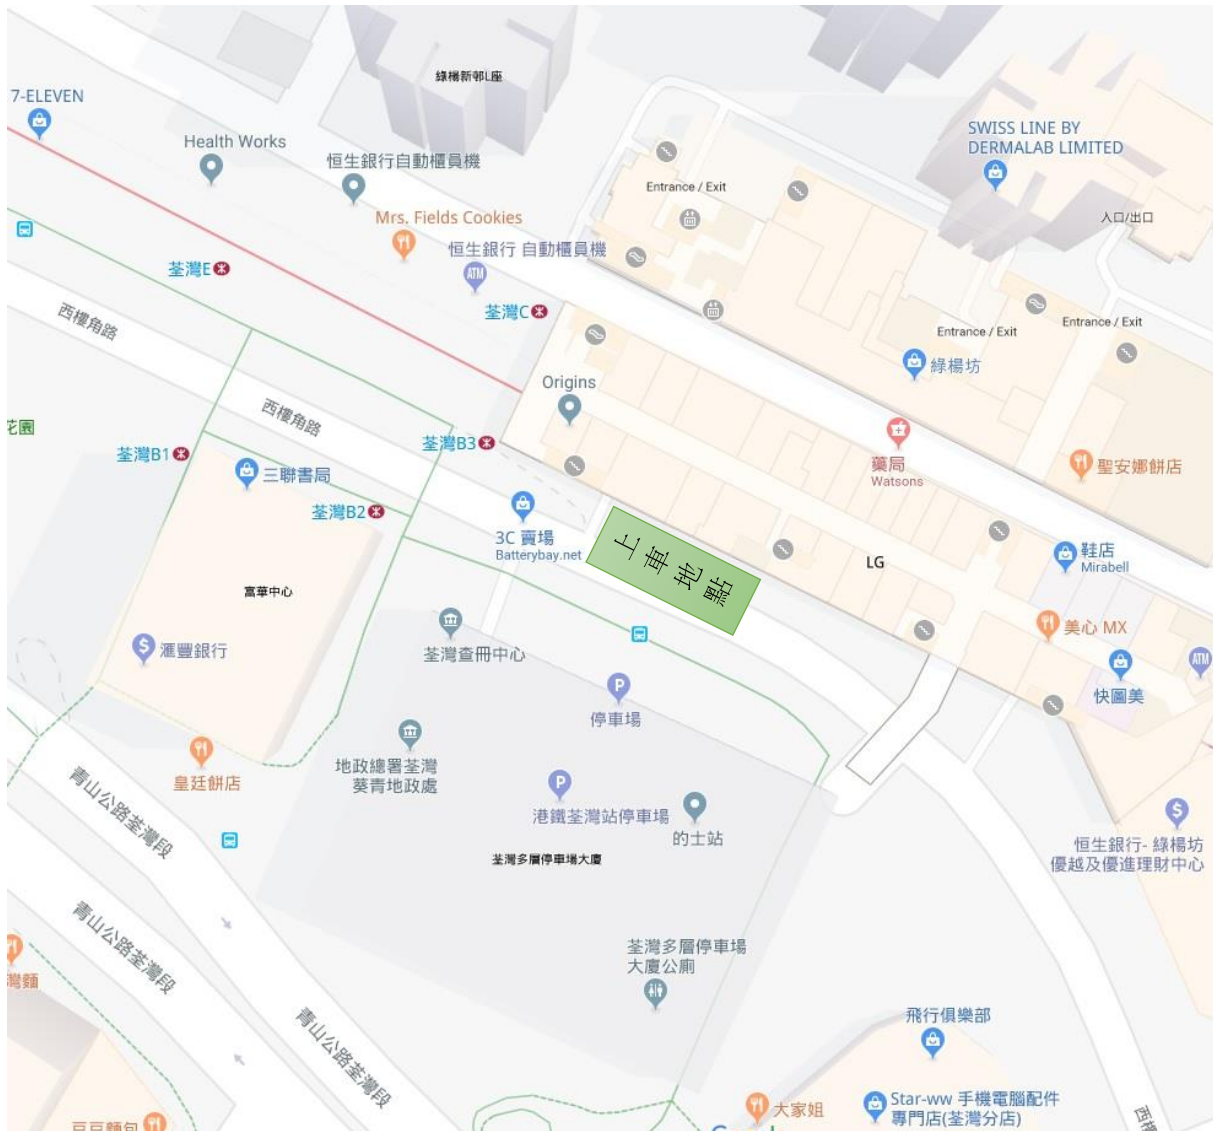 綠楊新邨L座
7-ELEVEN
SWISS LINE BY
DERMALAB LIMITED
Health Works
恒生銀行自動櫃員機
Entrance / Exit
入口/出口
Mrs. Fields Cookies
恒生銀行 自動櫃員機
荃灣E
荃灣C
西樓角路
Entrance / Exit
Entrance / Exit
綠楊坊
Origins
西樓角路
花園
荃灣B1
荃灣B3
藥局
Watsons
聖安娜餅店
三聯書局
荃灣B2
3C 賣場
Batterybay.net
上車地點
LG
鞋店
Mirabell
富華中心
美心 MX
滙豐銀行
荃灣查冊中心
ATM
快圖美
停車場
地政總署荃灣
葵青地政處
皇廷餅店
青山公路荃灣段
港鐵荃灣站停車場
的士站
恒生銀行- 綠楊坊
優越及優進理財中心
荃灣多層停車場大廈
青山公路荃灣段
荃灣多層停車場
大廈公廁
灣麵
青山公路荃灣段
飛行俱樂部
大家姐
Star-ww 手機電腦配件
專門店(荃灣分店)
豆豆麵包